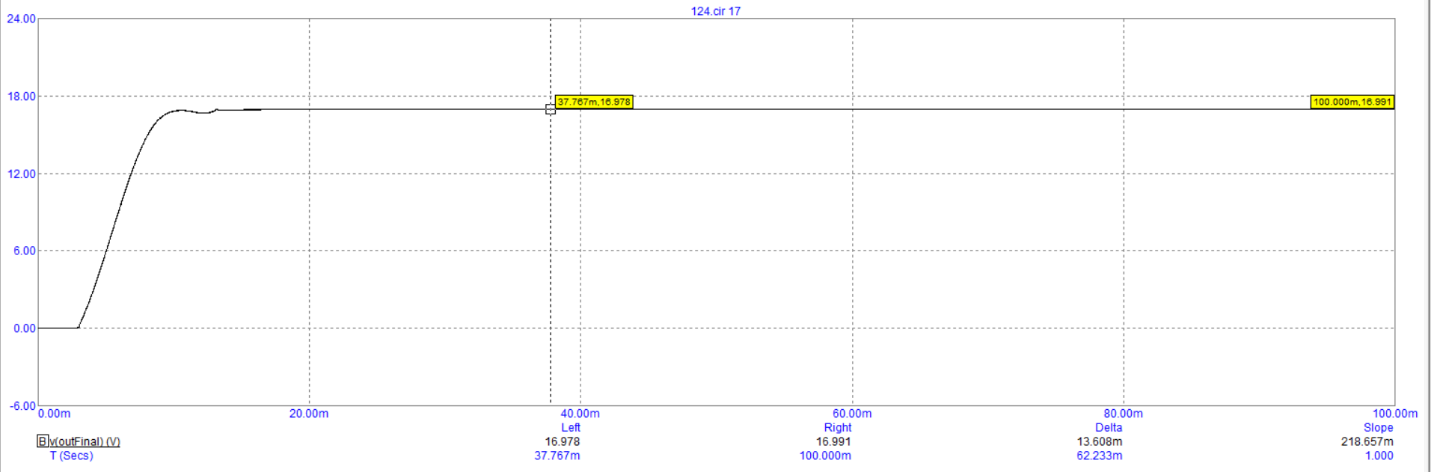 124.cir 17
24.00
18.00
37.767m,16.978 100.000m,16.991
12.00
6.00
0.00
-6.00
0.00m 20.00m 40.00m 60.00m 80.00m 100.00m
Left Right Delta Slope
B v(outFinal) (V) 16.978 16.991 13.608m 218.657m
T (Secs) 37.767m 100.000m 62.233m 1.000